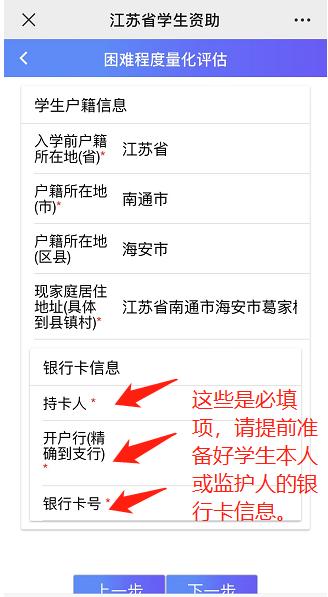 江苏省学生资助
困难程度量化评估
学生户籍信息
入学前户籍
所在地(省)*
江苏省
户籍所在地
(市)*
南通市
户籍所在地
(区县)
海安市
现家庭居住
地址(具体
到县镇村)*
江苏省南通市海安市葛家桥
银行卡信息
持卡人 *
开户行(精
确到支行)
*
银行卡号 *
这些是必填
项，请提前准
备好学生本人
或监护人的银
行卡信息。
上一步
下一步